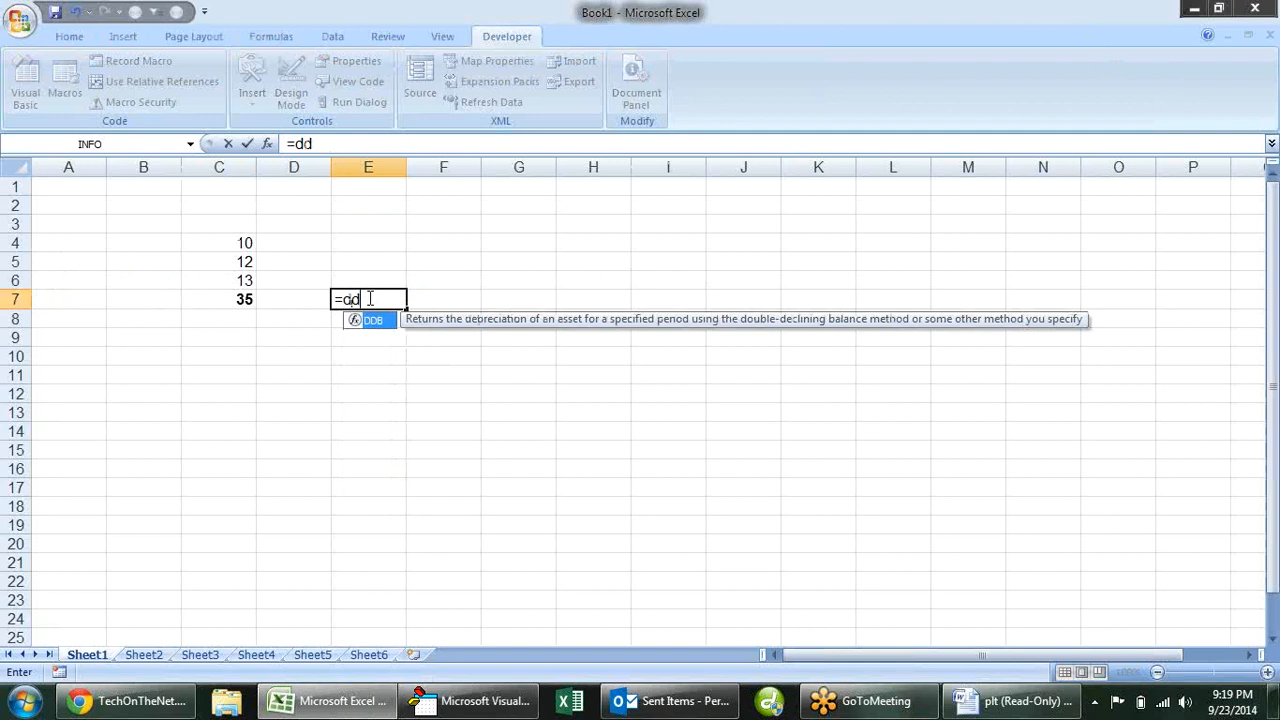 Book1 - Microsoft Excel
Home Insert Page Layout Formulas Data Review View Developer
Visual Basic
Macros
Record Macro
Use Relative References
Macro Security
Code
Insert
Design Mode
Properties
View Code
Run Dialog
Controls
Source
Map Properties
Expansion Packs
Refresh Data
Import
Export
XML
Document Panel
Modify
INFO =dd
A B C D E F G H I J K L M N O P
1
2
3
4 10
5 12
6 13
7 35 =dd
8 DDB Returns the depreciation of an asset for a specified period using the double-declining balance method or some other method you specify
9
10
11
12
13
14
15
16
17
18
19
20
21
22
23
24
25
Sheet1 Sheet2 Sheet3 Sheet4 Sheet5 Sheet6
Enter 100%
TechOnTheNet... Microsoft Excel ... Microsoft Visual... Sent Items - Per... GoToMeeting plt (Read-Only) ... 9:19 PM
9/23/2014